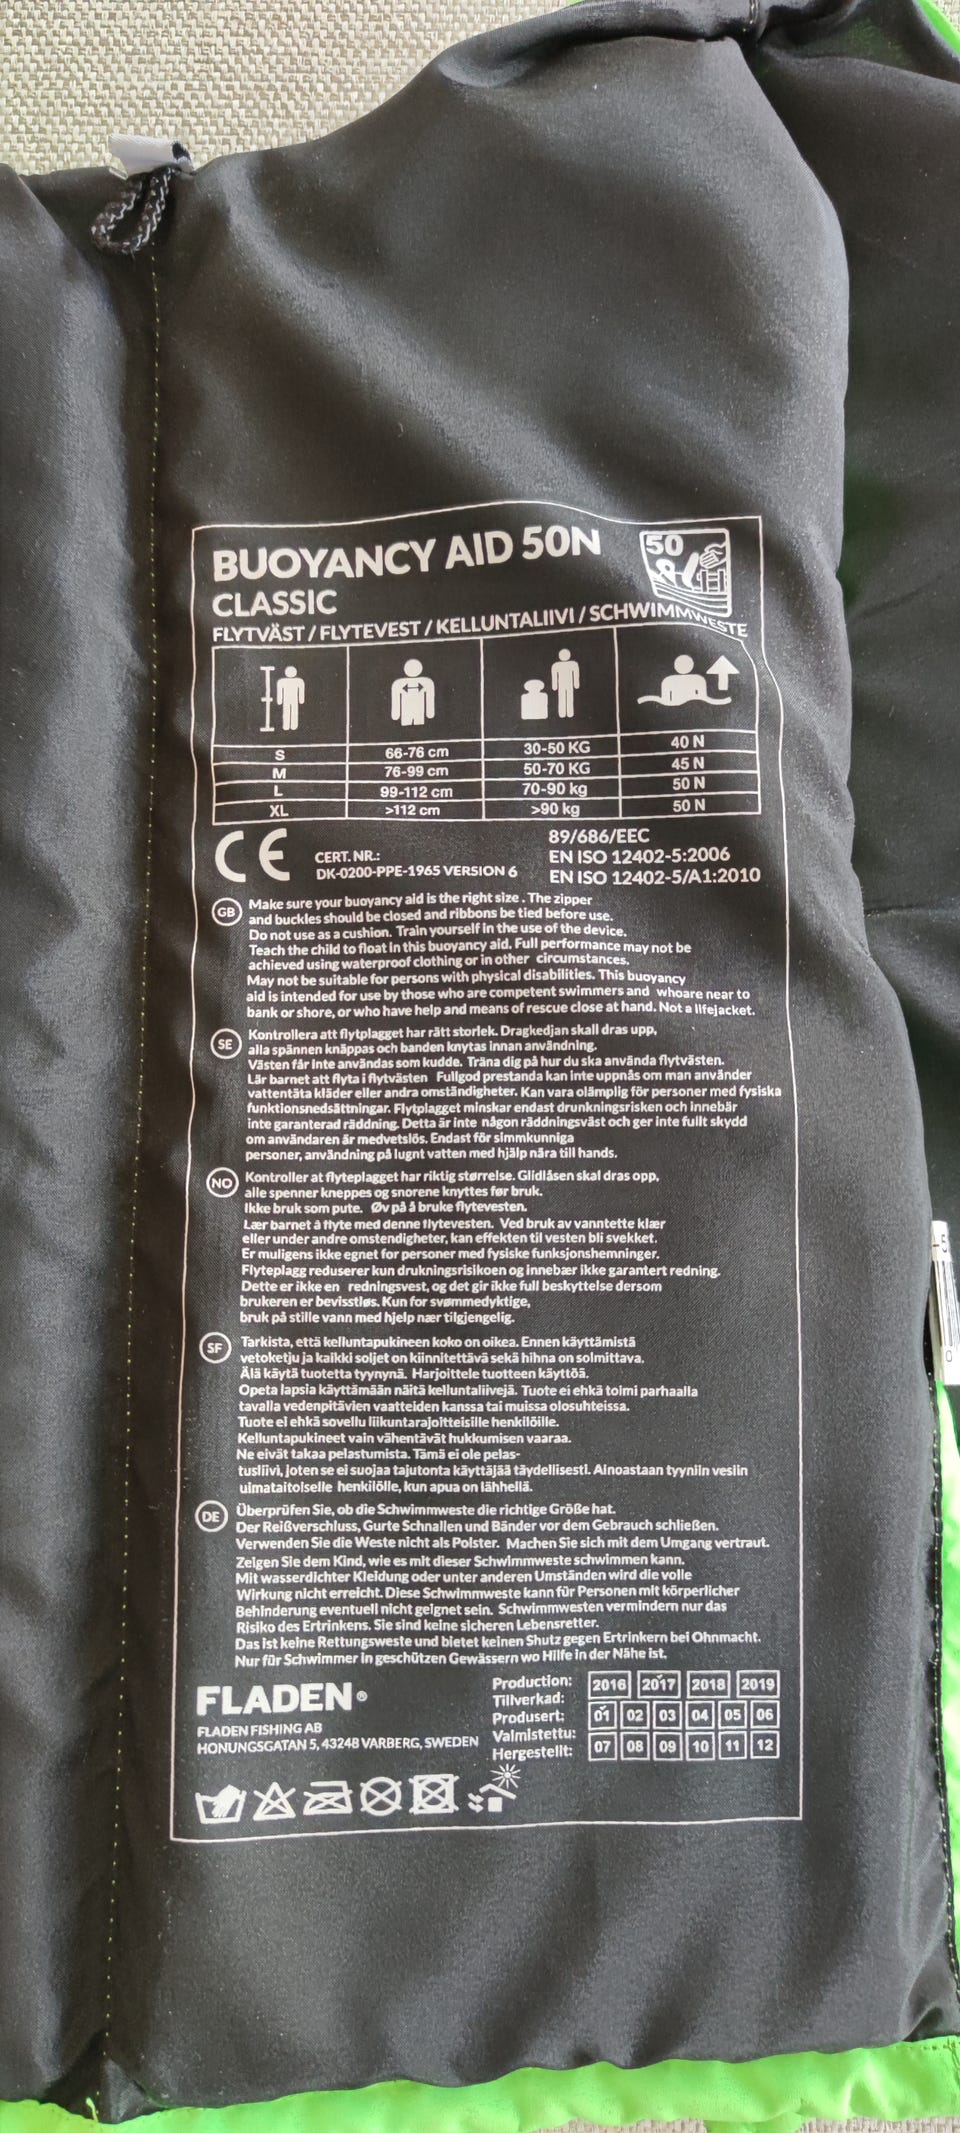 BUOYANCY AID 50N
50
CLASSIC
FLYTVÄST / FLYTEVEST / KELLUNTALIIVI / SCHWIMMWESTE
S 66-76 cm 30-50 KG 40 N
M 76-99 cm 50-70 KG 45 N
L 99-112 cm 70-90 kg 50 N
XL >112 cm >90 kg 50 N
CE
CERT. NR.:
DK-0200-PPE-1965 VERSION 6
89/686/EEC
EN ISO 12402-5:2006
EN ISO 12402-5/A1:2010
GB Make sure your buoyancy aid is the right size . The zipper
and buckles should be closed and ribbons be tied before use.
Do not use as a cushion. Train yourself in the use of the device.
Teach the child to float in this buoyancy aid. Full performance may not be
achieved using waterproof clothing or in other circumstances.
May not be suitable for persons with physical disabilities. This buoyancy
aid is intended for use by those who are competent swimmers and whoare near to
bank or shore, or who have help and means of rescue close at hand. Not a lifejacket.
SE Kontrollera att flytplagget har rätt storlek. Dragkedjan skall dras upp,
alla spännen knäppas och banden knytas innan användning.
Västen får inte användas som kudde. Träna dig på hur du ska använda flytvästen.
Lär barnet att flyta i flytvästen Fullgod prestanda kan inte uppnås om man använder
vattentäta kläder eller andra omständigheter. Kan vara olämplig för personer med fysiska
funktionsnedsättningar. Flytplagget minskar endast drunkningsrisken och innebär
inte garanterad räddning. Detta är inte någon räddningsväst och ger inte fullt skydd
om användaren är medvetslös. Endast för simmkunniga
personer, användning på lugnt vatten med hjälp nära till hands.
NO Kontroller at flyteplagget har riktig størrelse. Glidlåsen skal dras opp,
alle spenner kneppes og snorene knyttes før bruk.
Ikke bruk som pute. Øv på å bruke flytevesten.
Lær barnet å flyte med denne flytevesten. Ved bruk av vanntette klær
eller under andre omstendigheter, kan effekten til vesten bli svekket.
Er muligens ikke egnet for personer med fysiske funksjonshemninger.
Flyteplagg reduserer kun drukningsrisikoen og innebær ikke garantert redning.
Dette er ikke en redningsvest, og det gir ikke full beskyttelse dersom
brukeren er bevisstløs. Kun for svømmedyktige,
bruk på stille vann med hjelp nær tilgjengelig.
SF Tarkista, että kelluntapukineen koko on oikea. Ennen käyttämistä
vetoketju ja kaikki soljet on kiinnitettävä sekä hihna on solmittava.
Älä käytä tuotetta tyynynä. Harjoittele tuotteen käyttöä.
Opeta lapsia käyttämään näitä kelluntaliivejä. Tuote ei ehkä toimi parhaalla
tavalla vedenpitävien vaatteiden kanssa tai muissa olosuhteissa.
Tuote ei ehkä sovellu liikuntarajoitteisille henkilöille.
Kelluntapukineet vain vähentävät hukkumisen vaaraa.
Ne eivät takaa pelastumista. Tämä ei ole pelas-
tusliivi, joten se ei suojaa tajutonta käyttäjää täydellisesti. Ainoastaan tyyniin vesiin
uimataitoiselle henkilölle, kun apua on lähhellä.
DE Überprüfen Sie, ob die Schwimmweste die richtige Größe hat.
Der Reißverschluss, Gurte Schnallen und Bänder vor dem Gebrauch schließen.
Verwenden Sie die Weste nicht als Polster. Machen Sie sich mit dem Umgang vertraut.
Zeigen Sie dem Kind, wie es mit dieser Schwimmweste schwimmen kann.
Mit wasserdichter Kleidung oder unter anderen Umständen wird die volle
Wirkung nicht erreicht. Diese Schwimmweste kann für Personen mit körperlicher
Behinderung eventuell nicht geignet sein. Schwimmwesten vermindern nur das
Risiko des Ertrinkens. Sie sind keine sicheren Lebensretter.
Das ist keine Rettungsweste und bietet keinen Shutz gegen Ertrinkern bei Ohnmacht.
Nur für Schwimmer in geschützen Gewässern wo Hilfe in der Nähe ist.
FLADEN®
FLADEN FISHING AB
HONUNGSGATAN 5, 43248 VARBERG, SWEDEN
Production:
Tillverkad:
Produsert:
Valmistettu:
Hergestellt:
2016 2017 2018 2019
01 02 03 04 05 06
07 08 09 10 11 12